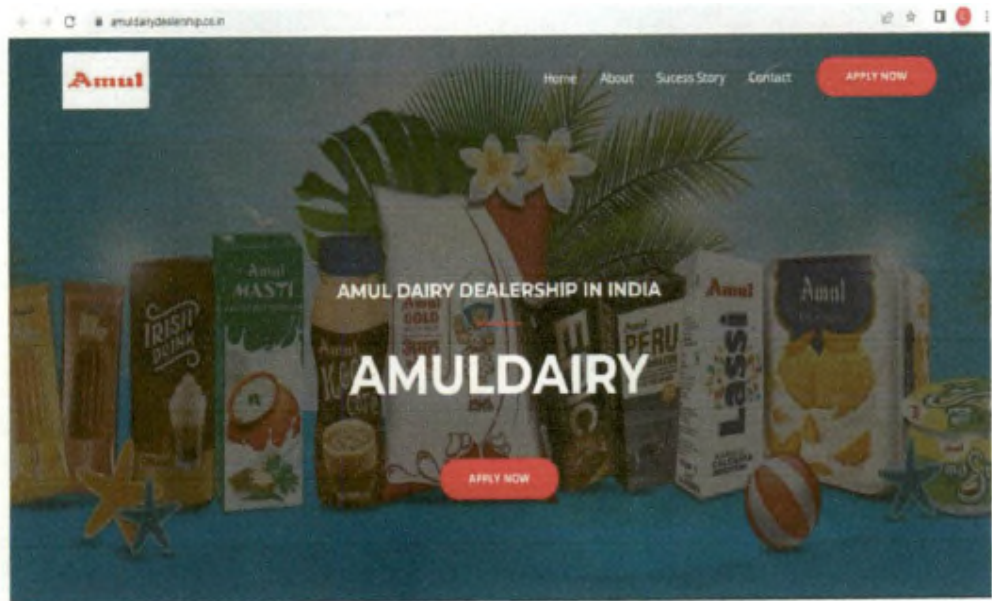 amuldairydealership.co.in
Amul
Home About Sucess Story Contact APPLY NOW
IRISH
DRINK
Amul
MASTI
Amul
GOLD
Amul
PERU
Amul
Lassi
Amul
AMUL DAIRY DEALERSHIP IN INDIA
AMULDAIRY
APPLY NOW